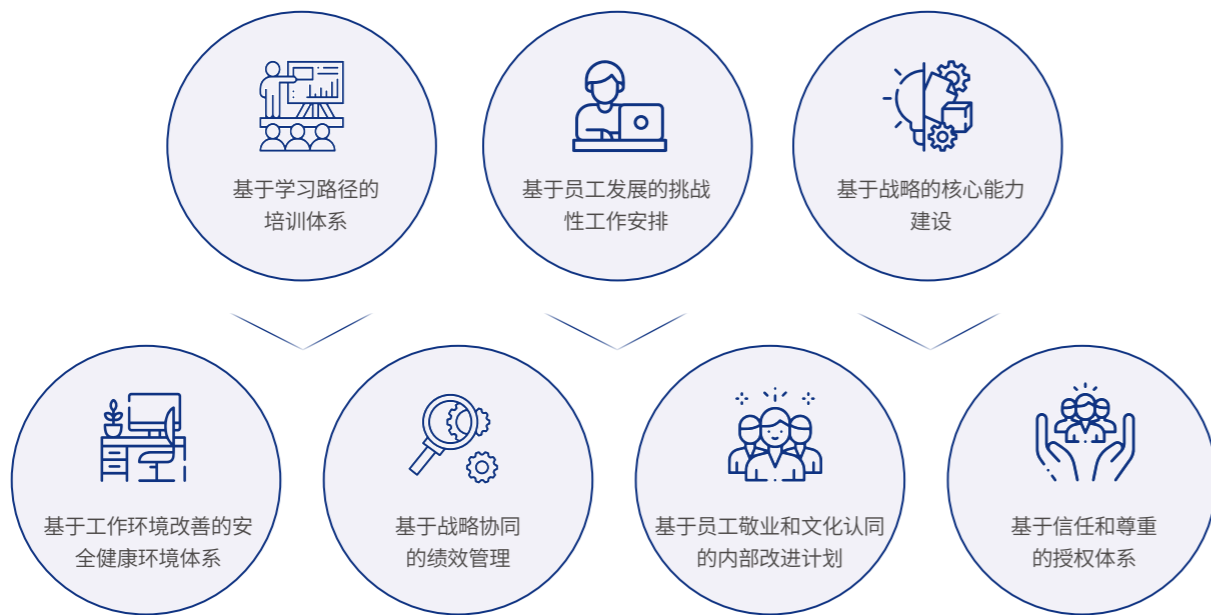 基于学习路径的
培训体系
基于员工发展的挑战
性工作安排
基于战略的核心能力
建设
基于工作环境改善的安
全健康环境体系
基于战略协同
的绩效管理
基于员工敬业和文化认同
的内部改进计划
基于信任和尊重
的授权体系